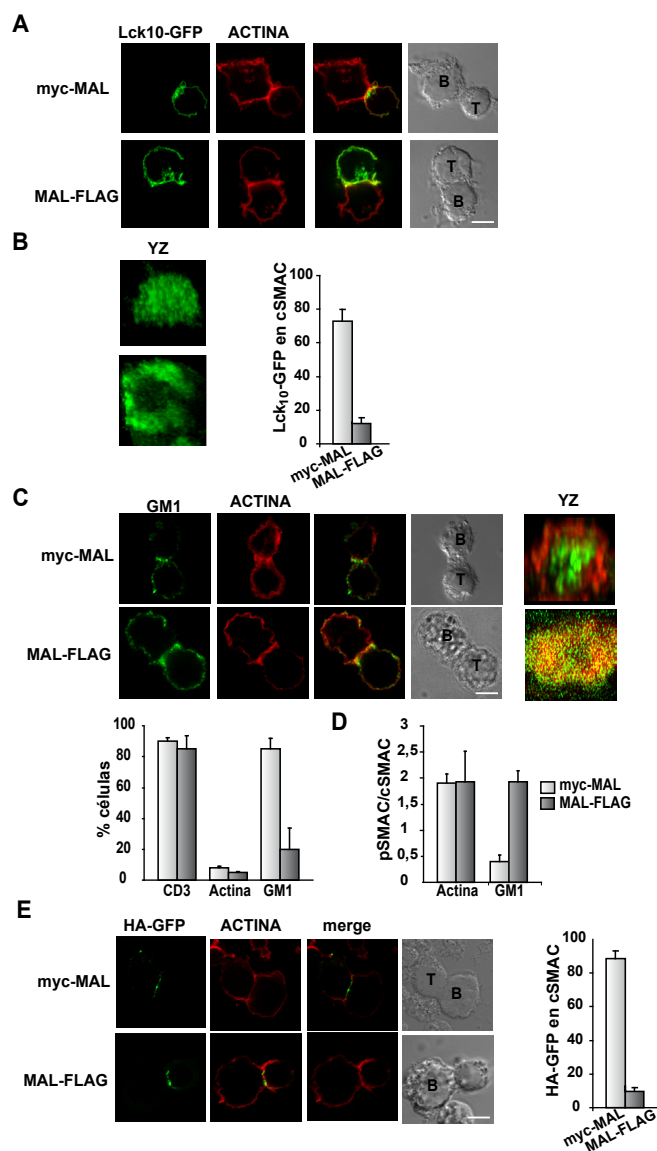 A
Lck10-GFP ACTINA
myc-MAL
B
T
MAL-FLAG
T
B
B
YZ
Lck10-GFP en cSMAC
100
80
60
40
20
0
myc-MAL
MAL-FLAG
C
GM1 ACTINA YZ
myc-MAL
B
T
MAL-FLAG
B
T
% células
100
80
60
40
20
0
CD3 Actina GM1
D
pSMAC/cSMAC
3
2,5
2
1,5
1
0,5
0
Actina GM1
myc-MAL
MAL-FLAG
E
HA-GFP ACTINA merge
myc-MAL
T
B
MAL-FLAG
B
HA-GFP en cSMAC
100
80
60
40
20
0
myc-MAL
MAL-FLAG